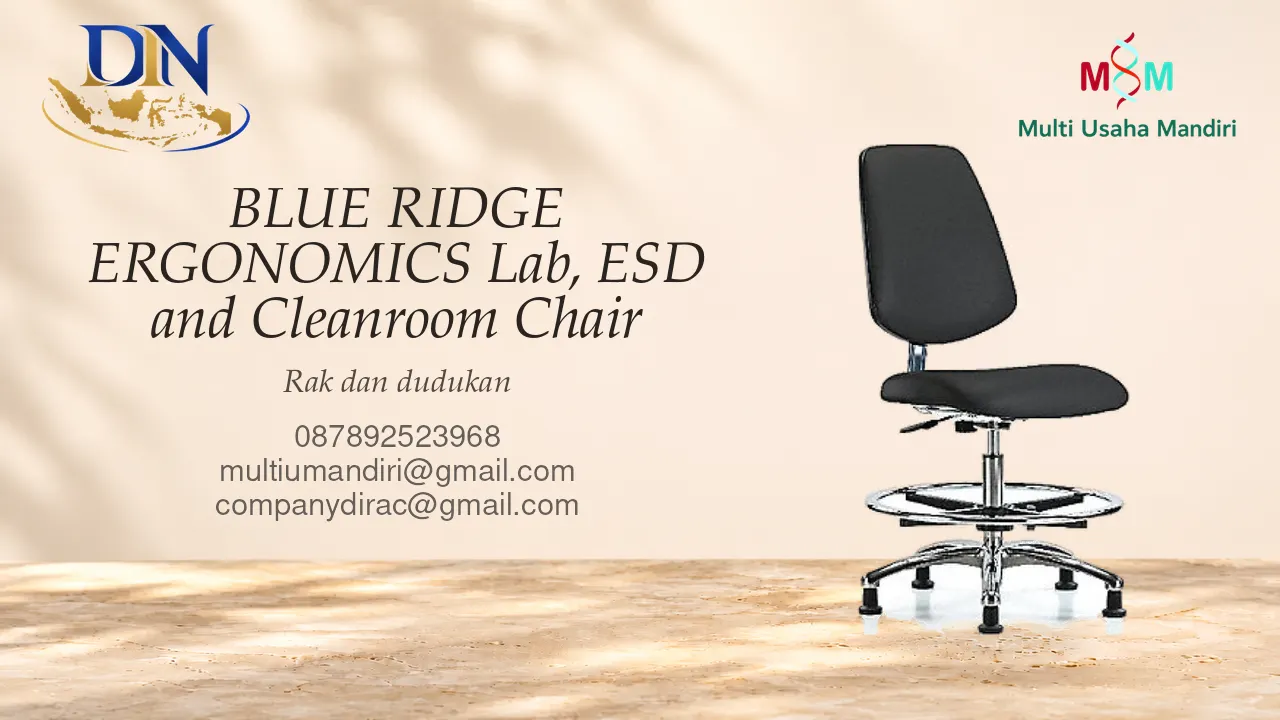 DN
M M
Multi Usaha Mandiri
BLUE RIDGE
ERGONOMICS Lab, ESD
and Cleanroom Chair
Rak dan dudukan
087892523968
multiumandiri@gmail.com
companydirac@gmail.com